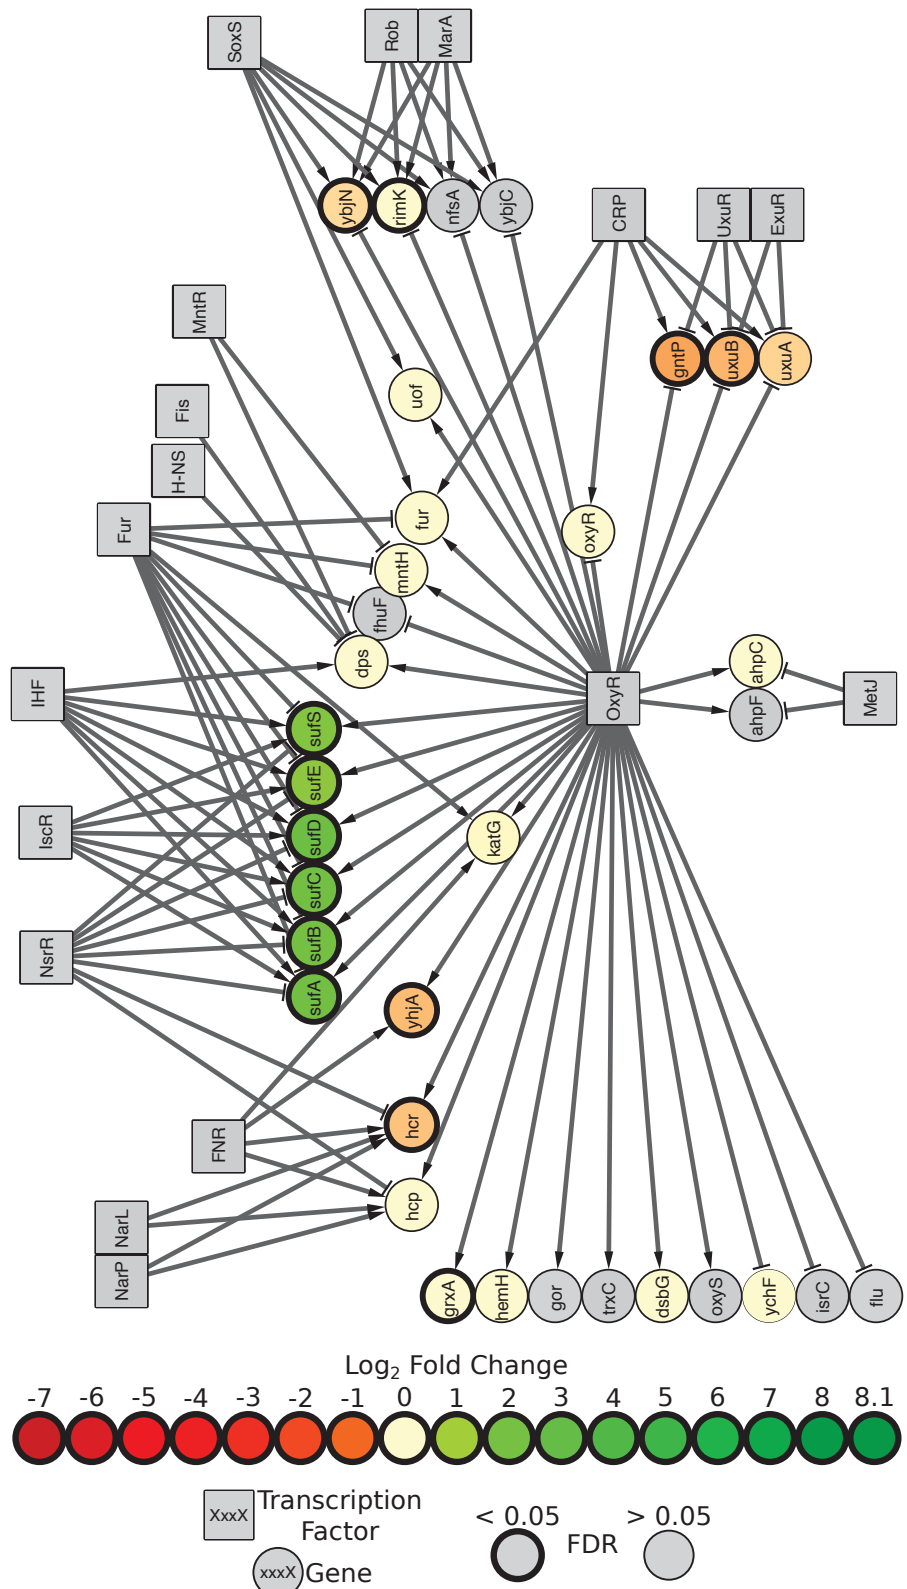 SoxS
Rob
MarA
ybjN
rimK
nfsA
ybjC
CRP
UxuR
ExuR
MntR
gntP
uxuB
uxuA
uof
Fis
H-NS
Fur
fur
oxyR
mntH
fhuF
dps
IHF
OxyR
ahpC
ahpF
MetJ
sufS
sufE
sufD
sufC
sufB
sufA
IscR
katG
NsrR
yhjA
FNR
hcr
hcp
NarL
NarP
grxA
hemH
gor
trxC
dsbG
oxyS
ychF
isrC
flu
Log2 Fold Change
-7 -6 -5 -4 -3 -2 -1 0 1 2 3 4 5 6 7 8 8.1
XxxX Transcription
Factor
xxxX Gene
< 0.05 > 0.05
FDR